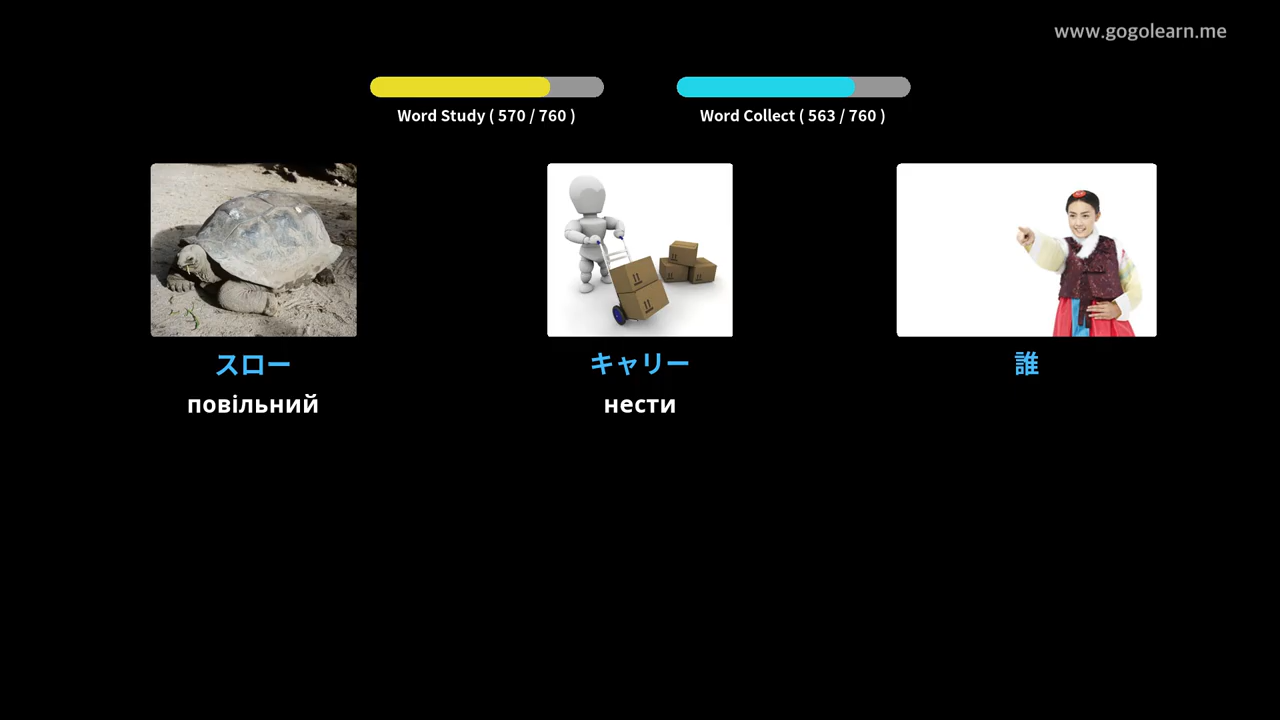 www.gogolearn.me
Word Study ( 570 / 760 )
Word Collect ( 563 / 760 )
スロー
キャリー
誰
повільний
нести